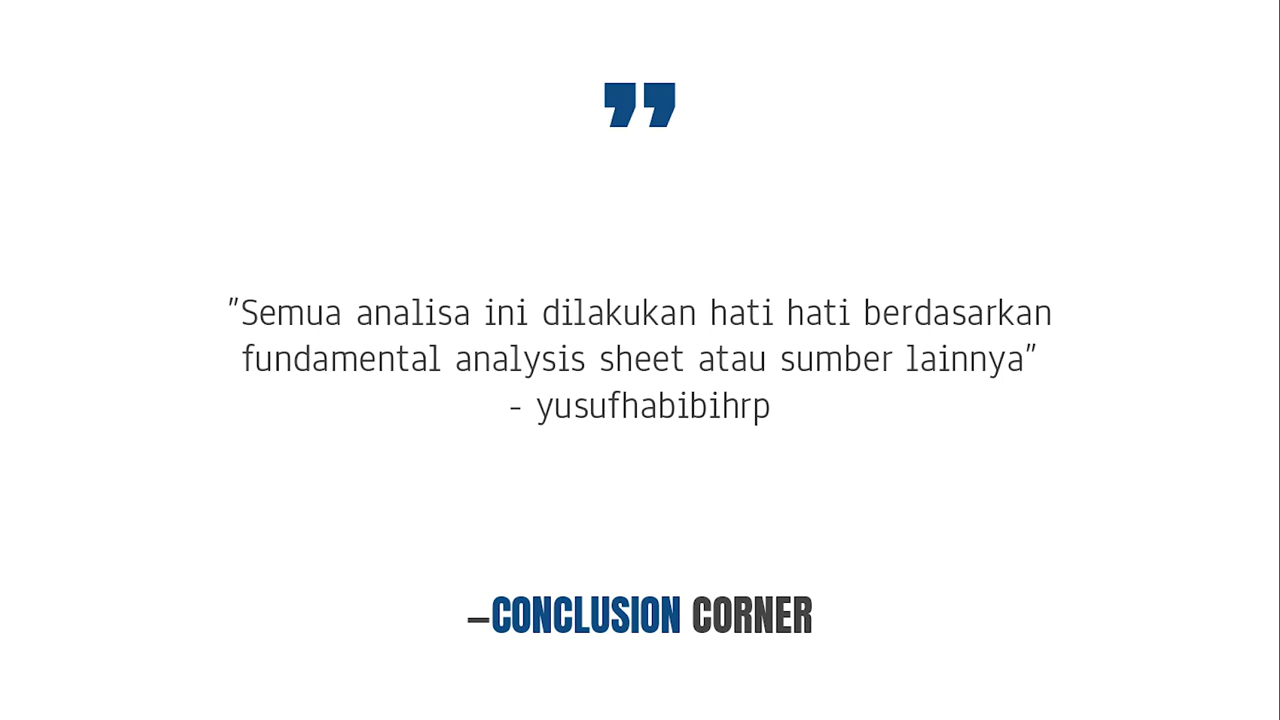 ”
"Semua analisa ini dilakukan hati hati berdasarkan
fundamental analysis sheet atau sumber lainnya"
- yusufhabibihrp
—CONCLUSION CORNER